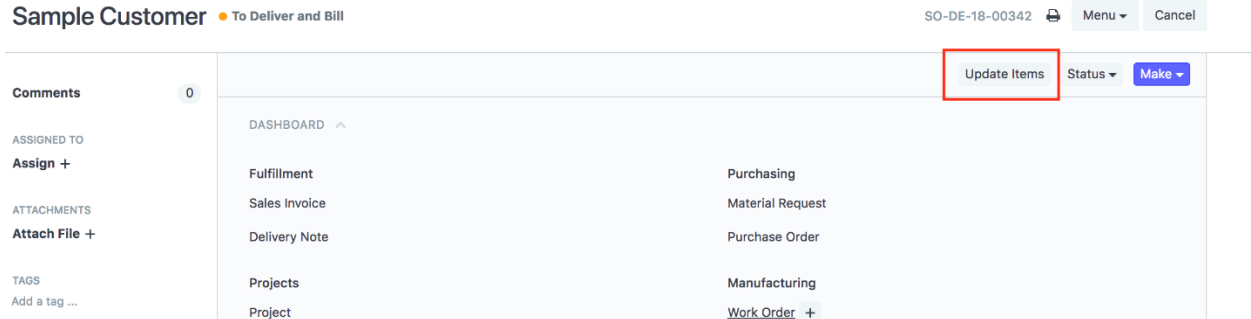 Sample Customer To Deliver and Bill SO-DE-18-00342 Menu Cancel
Update Items Status Make
Comments 0
DASHBOARD
ASSIGNED TO
Assign +
Fulfillment Purchasing
Sales Invoice Material Request
ATTACHMENTS
Attach File +
Delivery Note Purchase Order
TAGS
Projects Manufacturing
Add a tag ...
Project Work Order +